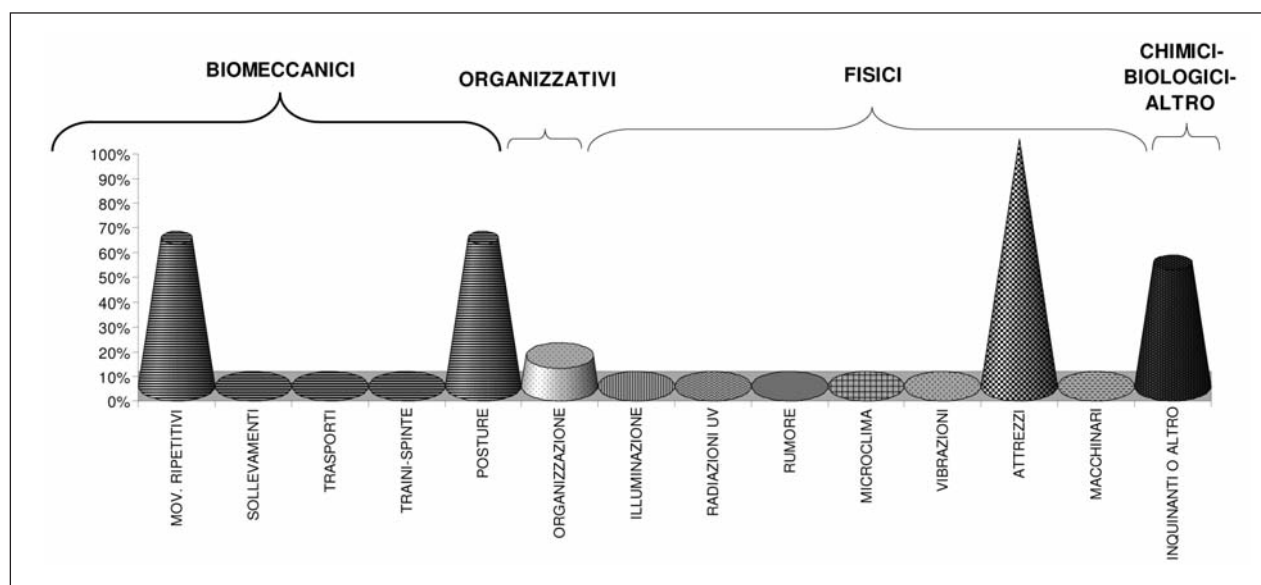 BIOMECCANICI
ORGANIZZATIVI
FISICI
CHIMICI-
BIOLOGICI-
ALTRO
100%
90%
80%
70%
60%
50%
40%
30%
20%
10%
0%
MOV. RIPETITIVI
SOLLEVAMENTI
TRASPORTI
TRAINI-SPINTE
POSTURE
ORGANIZZAZIONE
ILLUMINAZIONE
RADIAZIONI UV
RUMORE
MICROCLIMA
VIBRAZIONI
ATTREZZI
MACCHINARI
INQUINANTI O ALTRO